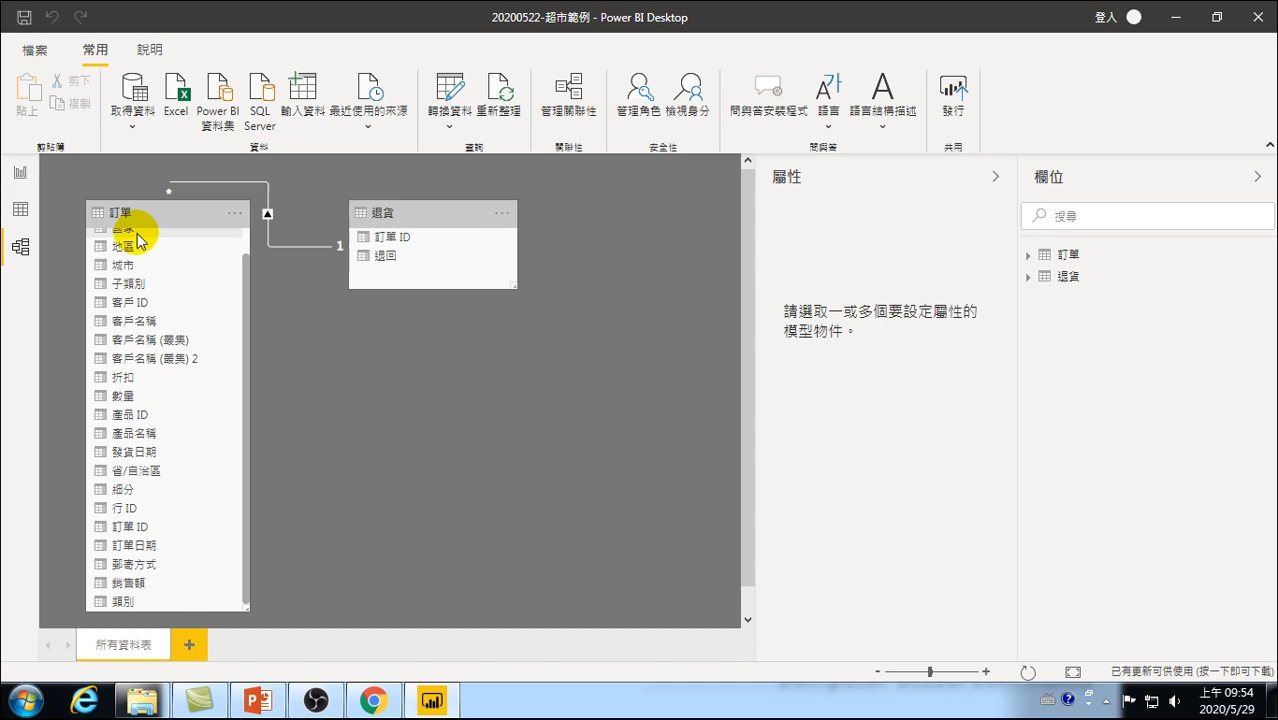 20200522-超市範例 - Power BI Desktop
登入
檔案
常用
說明
貼上
剪下
複製
剪貼簿
取得資料
Excel
Power BI
資料集
SQL
Server
輸入資料
最近使用的來源
資料
轉換資料
重新整理
查詢
管理關聯性
關聯性
管理角色
檢視身分
安全性
問與答安裝程式
語言
語言結構描述
問與答
發行
共用
*
1
訂單
國家
地區
城市
子類別
客戶 ID
客戶名稱
客戶名稱 (叢集)
客戶名稱 (叢集) 2
折扣
數量
產品 ID
產品名稱
發貨日期
省/自治區
細分
行 ID
訂單 ID
訂單日期
郵寄方式
銷售額
類別
退貨
訂單 ID
退回
屬性
請選取一或多個要設定屬性的
模型物件。
欄位
搜尋
訂單
退貨
所有資料表
已有更新可供使用 (按一下即可下載)
上午 09:54
2020/5/29